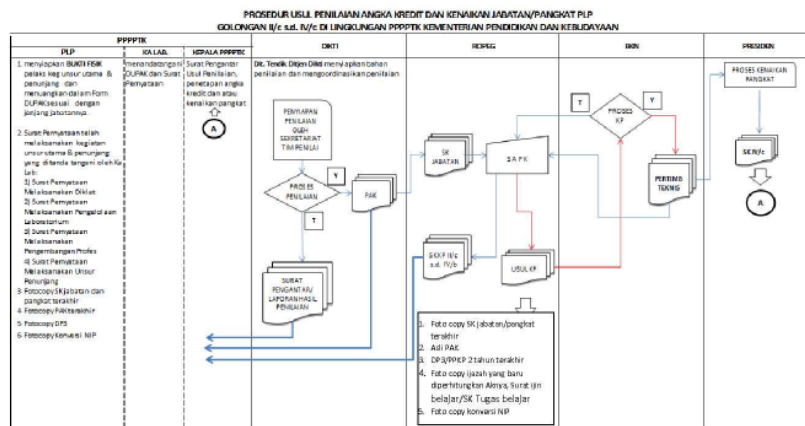 PROSEDUR USUL PENILAIAN ANGKA KREDIT DAN KENAIKAN JABATAN/PANGKAT PLP
GOLONGAN II/c s.d. IV/c DI LINGKUNGAN PPPPTK KEMENTERIAN PENDIDIKAN DAN KEBUDAYAAN
PPPPTK
PLP
KA LAB.
KEPALA PPPPTK
DIKTI
ROPEG
BKN
PRESIDEN
1. menyiapkan BUKTI FISIK
pelaks keg unsur utama &
penunjang dan
menuangkan dalam Form
DUPAK sesuai dengan
jenjang jabatannya.
2. Surat Pernyataan telah
melaksanakan kegiatan
unsur utama & penunjang
yang ditanda tangani oleh Ka
Lab:
1) Surat Pernyataan
Melaksanakan Diklat
2) Surat Pernyataan
Melaksanakan Pengelolaan
Laboratorium
3) Surat Pernyataan
Melaksanakan
Pengembangan Profesi
4) Surat Pernyataan
Melaksanakan Unsur
Penunjang
3 Fotocopy SK jabatan dan
pangkat terakhir
4 Fotocopy PAK terakhir
5 Fotocopy DP3
6 Fotocopy Konversi NIP
menandatangani
DUPAK dan Surat
Pernyataan
Surat Pengantar
Usul Penilaian,
penetapan angka
kredit dan atau
kenaikan pangkat
A
Dit. Tendik Ditjen Dikti menyiapkan bahan
penilaian dan mengoordinasikan penilaian
PENYIAPAN
PENILAIAN
OLEH
SEKRETARIAT
TIM PENILAI
PROSES
PENILAIAN
Y
T
PAK
SURAT
PENGANTAR/
LAPORAN HASIL
PENILAIAN
SK
JABATAN
SAPK
SKKP II/c
s.d. IV/b
USUL KP
1. Foto copy SK jabatan/pangkat
terakhir
2. Asli PAK
3. DP3/PPKP 2 tahun terakhir
4. Foto copy ijazah yang baru
diperhitungkan Aknya, Surat ijin
belajar/SK Tugas belajar
5. Foto copy konversi NIP
T
Y
PROSES
KP
PERTIMB
TEKNIS
PROSES KENAIKAN
PANGKAT
SK IV/c
A